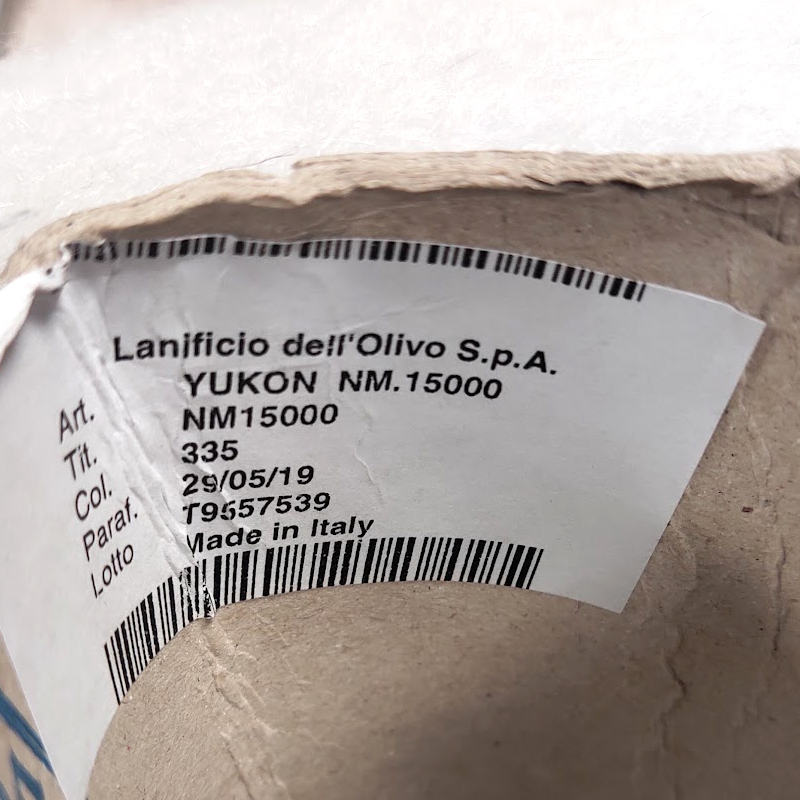 Lanificio dell'Olivo S.p.A.
Art. YUKON NM.15000
Tit. NM15000
Col. 335
Paraf. 29/05/19
Lotto T9557539
Made in Italy